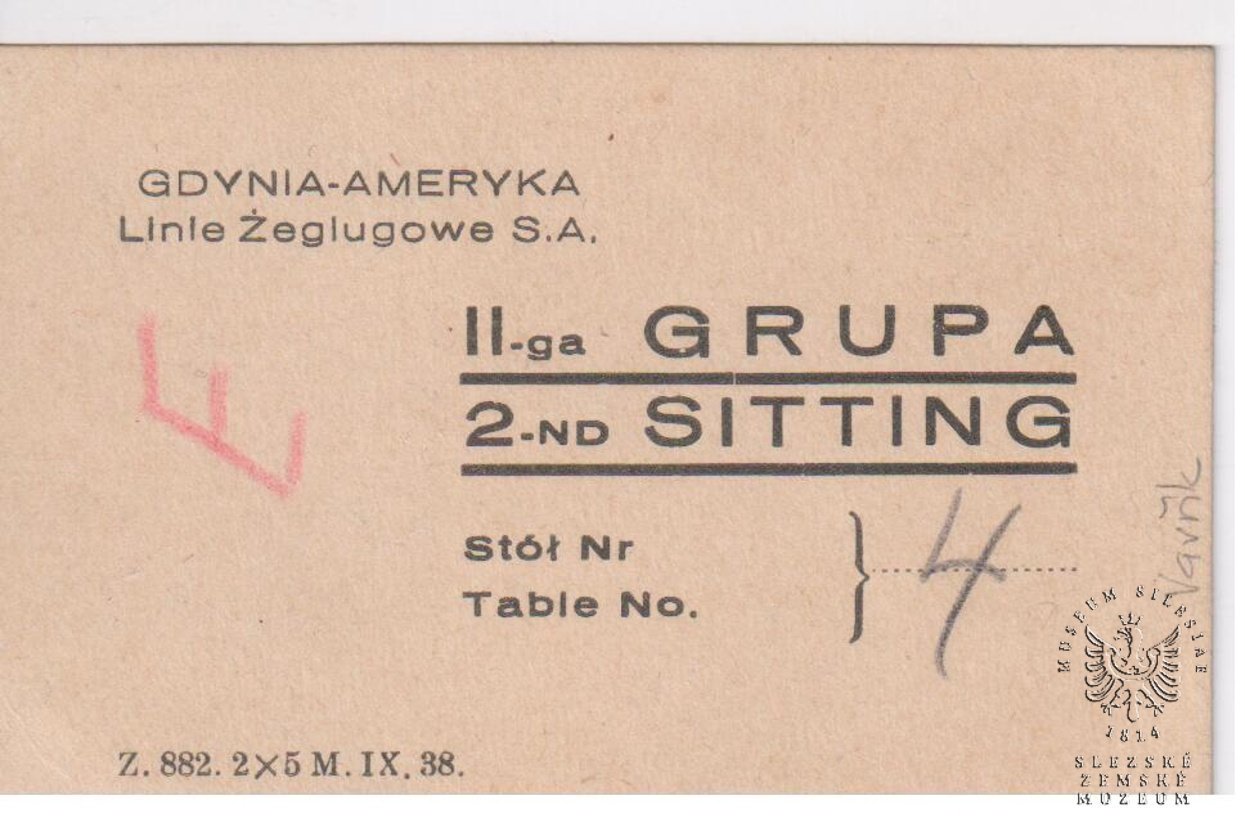 GDYNIA-AMERYKA
Linie Żeglugowe S.A.
E
II-ga GRUPA
2-ND SITTING
Stół Nr
Table No.
} 4
Vavřík
Z. 882. 2×5 M. IX. 38.
MUSEUM SILESIAE
1814
SLEZSKÉ
ZEMSKÉ
MUZEUM